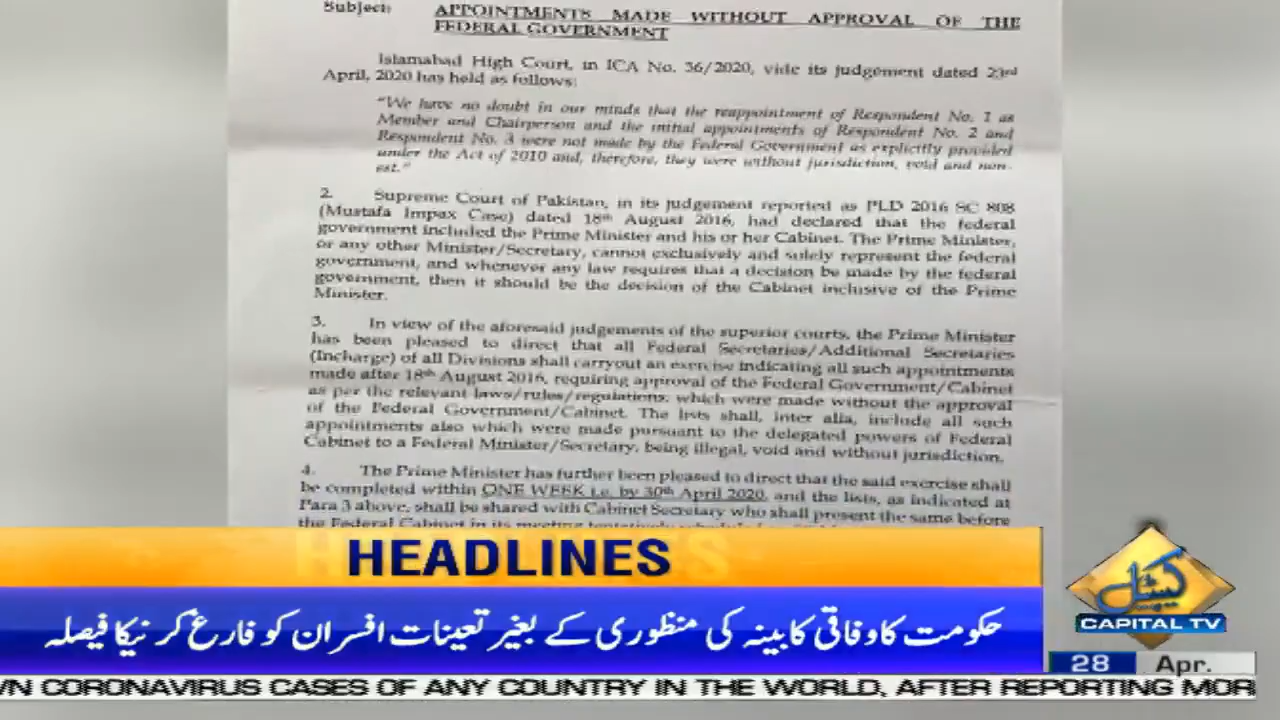 Subject: APPOINTMENTS MADE WITHOUT APPROVAL OF THE
FEDERAL GOVERNMENT
Islamabad High Court, in ICA No. 36/2020, vide its judgement dated 23rd
April, 2020 has held as follows:
"We have no doubt in our minds that the reappointment of Respondent No. 1 as
Member and Chairperson and the initial appointments of Respondent No. 2 and
Respondent No. 3 were not made by the Federal Government as explicitly provided
under the Act of 2010 and, therefore, they were without jurisdiction, void and non-
est."
2. Supreme Court of Pakistan, in its judgement reported as PLD 2016 SC 808
(Mustafa Impax Case) dated 18th August 2016, had declared that the federal
government included the Prime Minister and his or her Cabinet. The Prime Minister,
or any other Minister/Secretary, cannot exclusively and solely represent the federal
government, and whenever any law requires that a decision be made by the federal
government, then it should be the decision of the Cabinet inclusive of the Prime
Minister.
3. In view of the aforesaid judgements of the superior courts, the Prime Minister
has been pleased to direct that all Federal Secretaries/Additional Secretaries
(Incharge) of all Divisions shall carryout an exercise indicating all such appointments
made after 18th August 2016, requiring approval of the Federal Government/Cabinet
as per the relevant laws/rules/regulations, which were made without the approval
of the Federal Government/Cabinet. The lists shall, inter alia, include all such
appointments also which were made pursuant to the delegated powers of Federal
Cabinet to a Federal Minister/Secretary, being illegal, void and without jurisdiction.
4. The Prime Minister has further been pleased to direct that the said exercise shall
be completed within ONE WEEK i.e. by 30th April 2020, and the lists, as indicated at
Para 3 above, shall be shared with Cabinet Secretary who shall present the same before
the Federal Cabinet in its meeting tentatively
HEADLINES
حکومت کا وفاقی کابینہ کی منظوری کے بغیر تعینات افسران کو فارغ کرنیکا فیصلہ
کیپٹل
CAPITAL TV
28 Apr.
WN CORONAVIRUS CASES OF ANY COUNTRY IN THE WORLD, AFTER REPORTING MOR